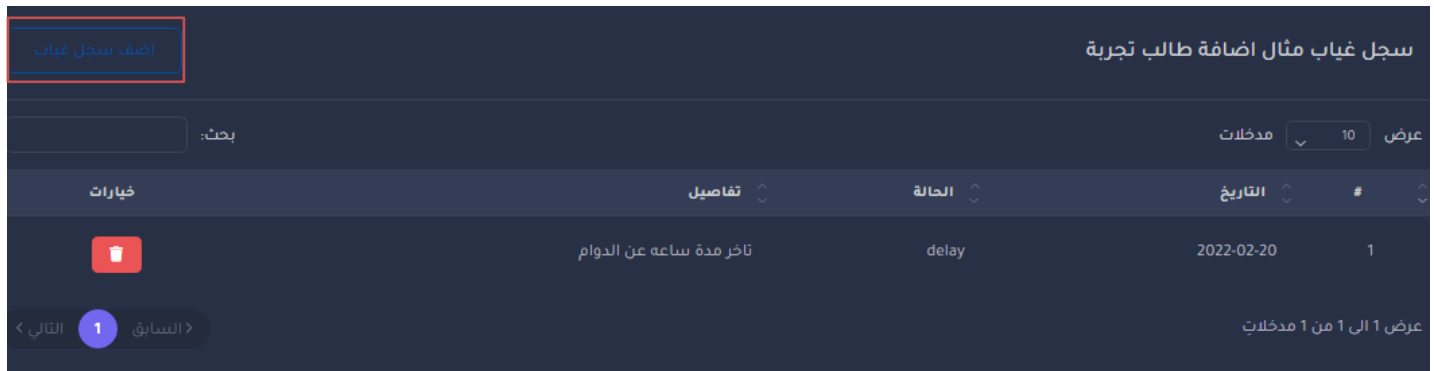 سجل غياب مثال اضافة طالب تجربة
اضف سجل غياب
عرض 10 مدخلات
بحث:
# التاريخ الحالة تفاصيل خيارات
1 2022-02-20 delay تاخر مدة ساعه عن الدوام
عرض 1 الى 1 من 1 مدخلاتٍ
السابق 1 التالي